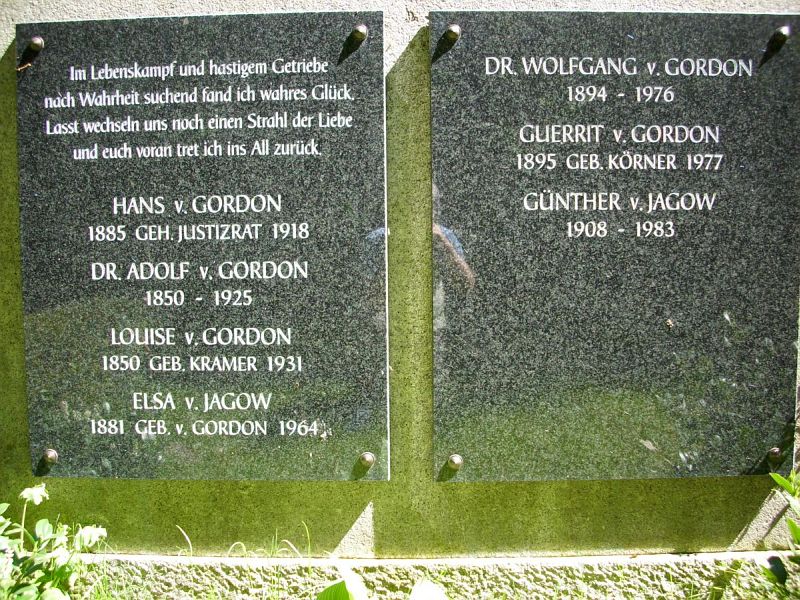 Im Lebenskampf und hastigem Getriebe
nach Wahrheit suchend fand ich wahres Glück.
Lasst wechseln uns noch einen Strahl der Liebe
und euch voran tret ich ins All zurück.
HANS v. GORDON
1885 GEH. JUSTIZRAT 1918
DR. ADOLF v. GORDON
1850 - 1925
LOUISE v. GORDON
1850 GEB. KRAMER 1931
ELSA v. JAGOW
1881 GEB. v. GORDON 1964
DR. WOLFGANG v. GORDON
1894 - 1976
GUERRIT v. GORDON
1895 GEB. KÖRNER 1977
GÜNTHER v. JAGOW
1908 - 1983